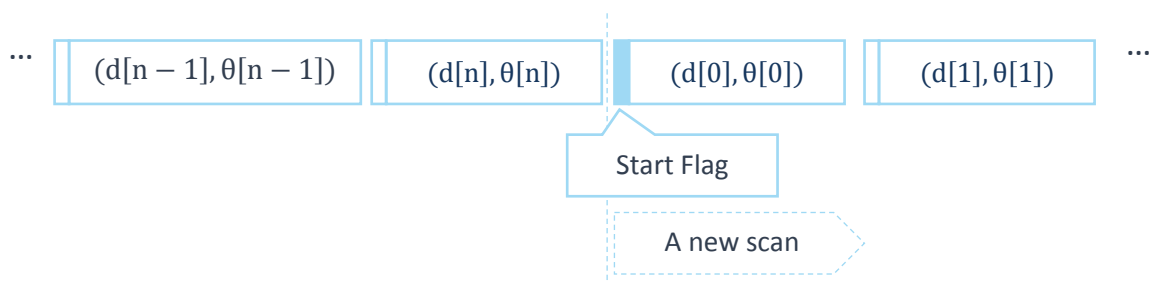 ... (d[n − 1], θ[n − 1]) (d[n], θ[n]) (d[0], θ[0]) (d[1], θ[1]) ...
Start Flag
A new scan